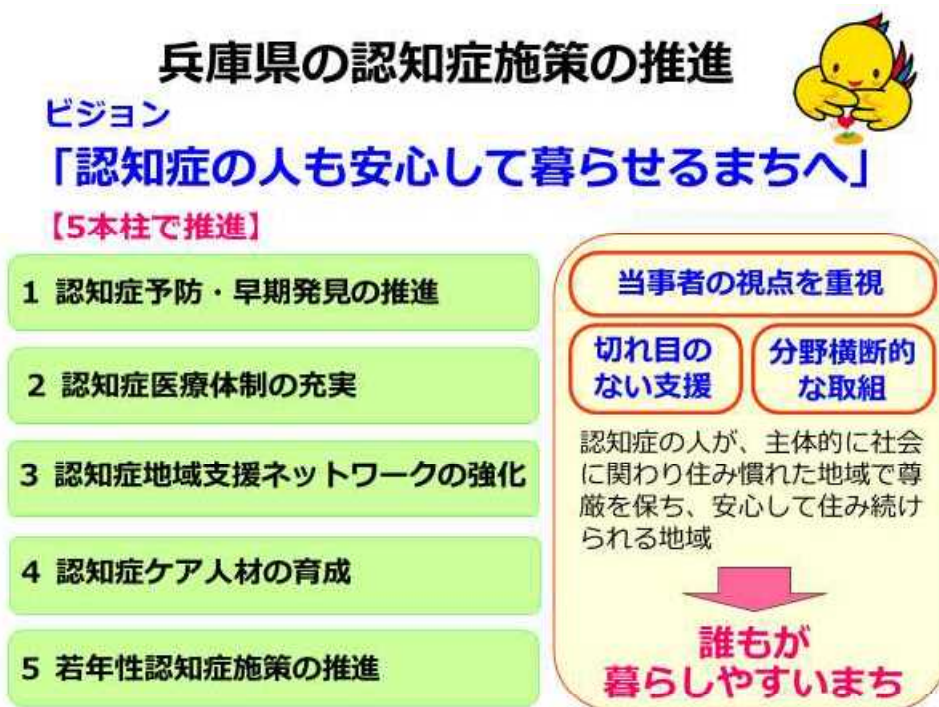 兵庫県の認知症施策の推進
ビジョン
「認知症の人も安心して暮らせるまちへ」
【5本柱で推進】
1 認知症予防・早期発見の推進
2 認知症医療体制の充実
3 認知症地域支援ネットワークの強化
4 認知症ケア人材の育成
5 若年性認知症施策の推進
当事者の視点を重視
切れ目の
ない支援
分野横断的
な取組
認知症の人が、主体的に社会
に関わり住み慣れた地域で尊
厳を保ち、安心して住み続け
られる地域
誰もが
暮らしやすいまち